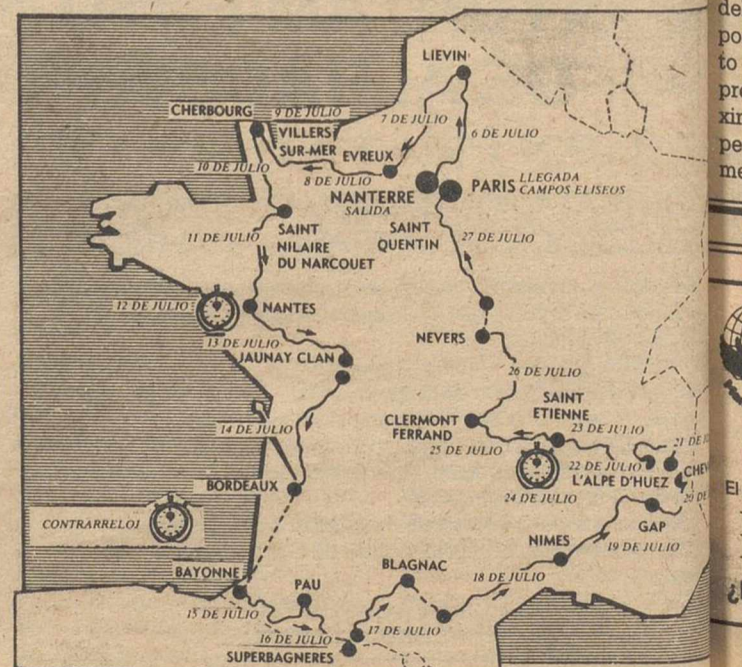 LIEVIN
CHERBOURG
9 DE JULIO
VILLERS
SUR-MER
7 DE JULIO
6 DE JULIO
EVREUX
10 DE JULIO
8 DE JULIO
NANTERRE
SALIDA
PARIS
LLEGADA
CAMPOS ELISEOS
11 DE JULIO
SAINT
NILAIRE
DU NARCOUET
SAINT
QUENTIN
27 DE JULIO
12 DE JULIO
NANTES
13 DE JULIO
JAUNAY CLAN
NEVERS
26 DE JULIO
14 DE JULIO
CLERMONT
FERRAND
SAINT
ETIENNE
23 DE JULIO
25 DE JULIO
22 DE JULIO
L'ALPE D'HUEZ
21 DE
24 DE JULIO
BORDEAUX
CONTRARRELOJ
GAP
NIMES
19 DE JULIO
BAYONNE
PAU
BLAGNAC
18 DE JULIO
15 DE JULIO
16 DE JULIO
17 DE JULIO
SUPERBAGNERES
de
po
to
pre
xin
pe
me
El